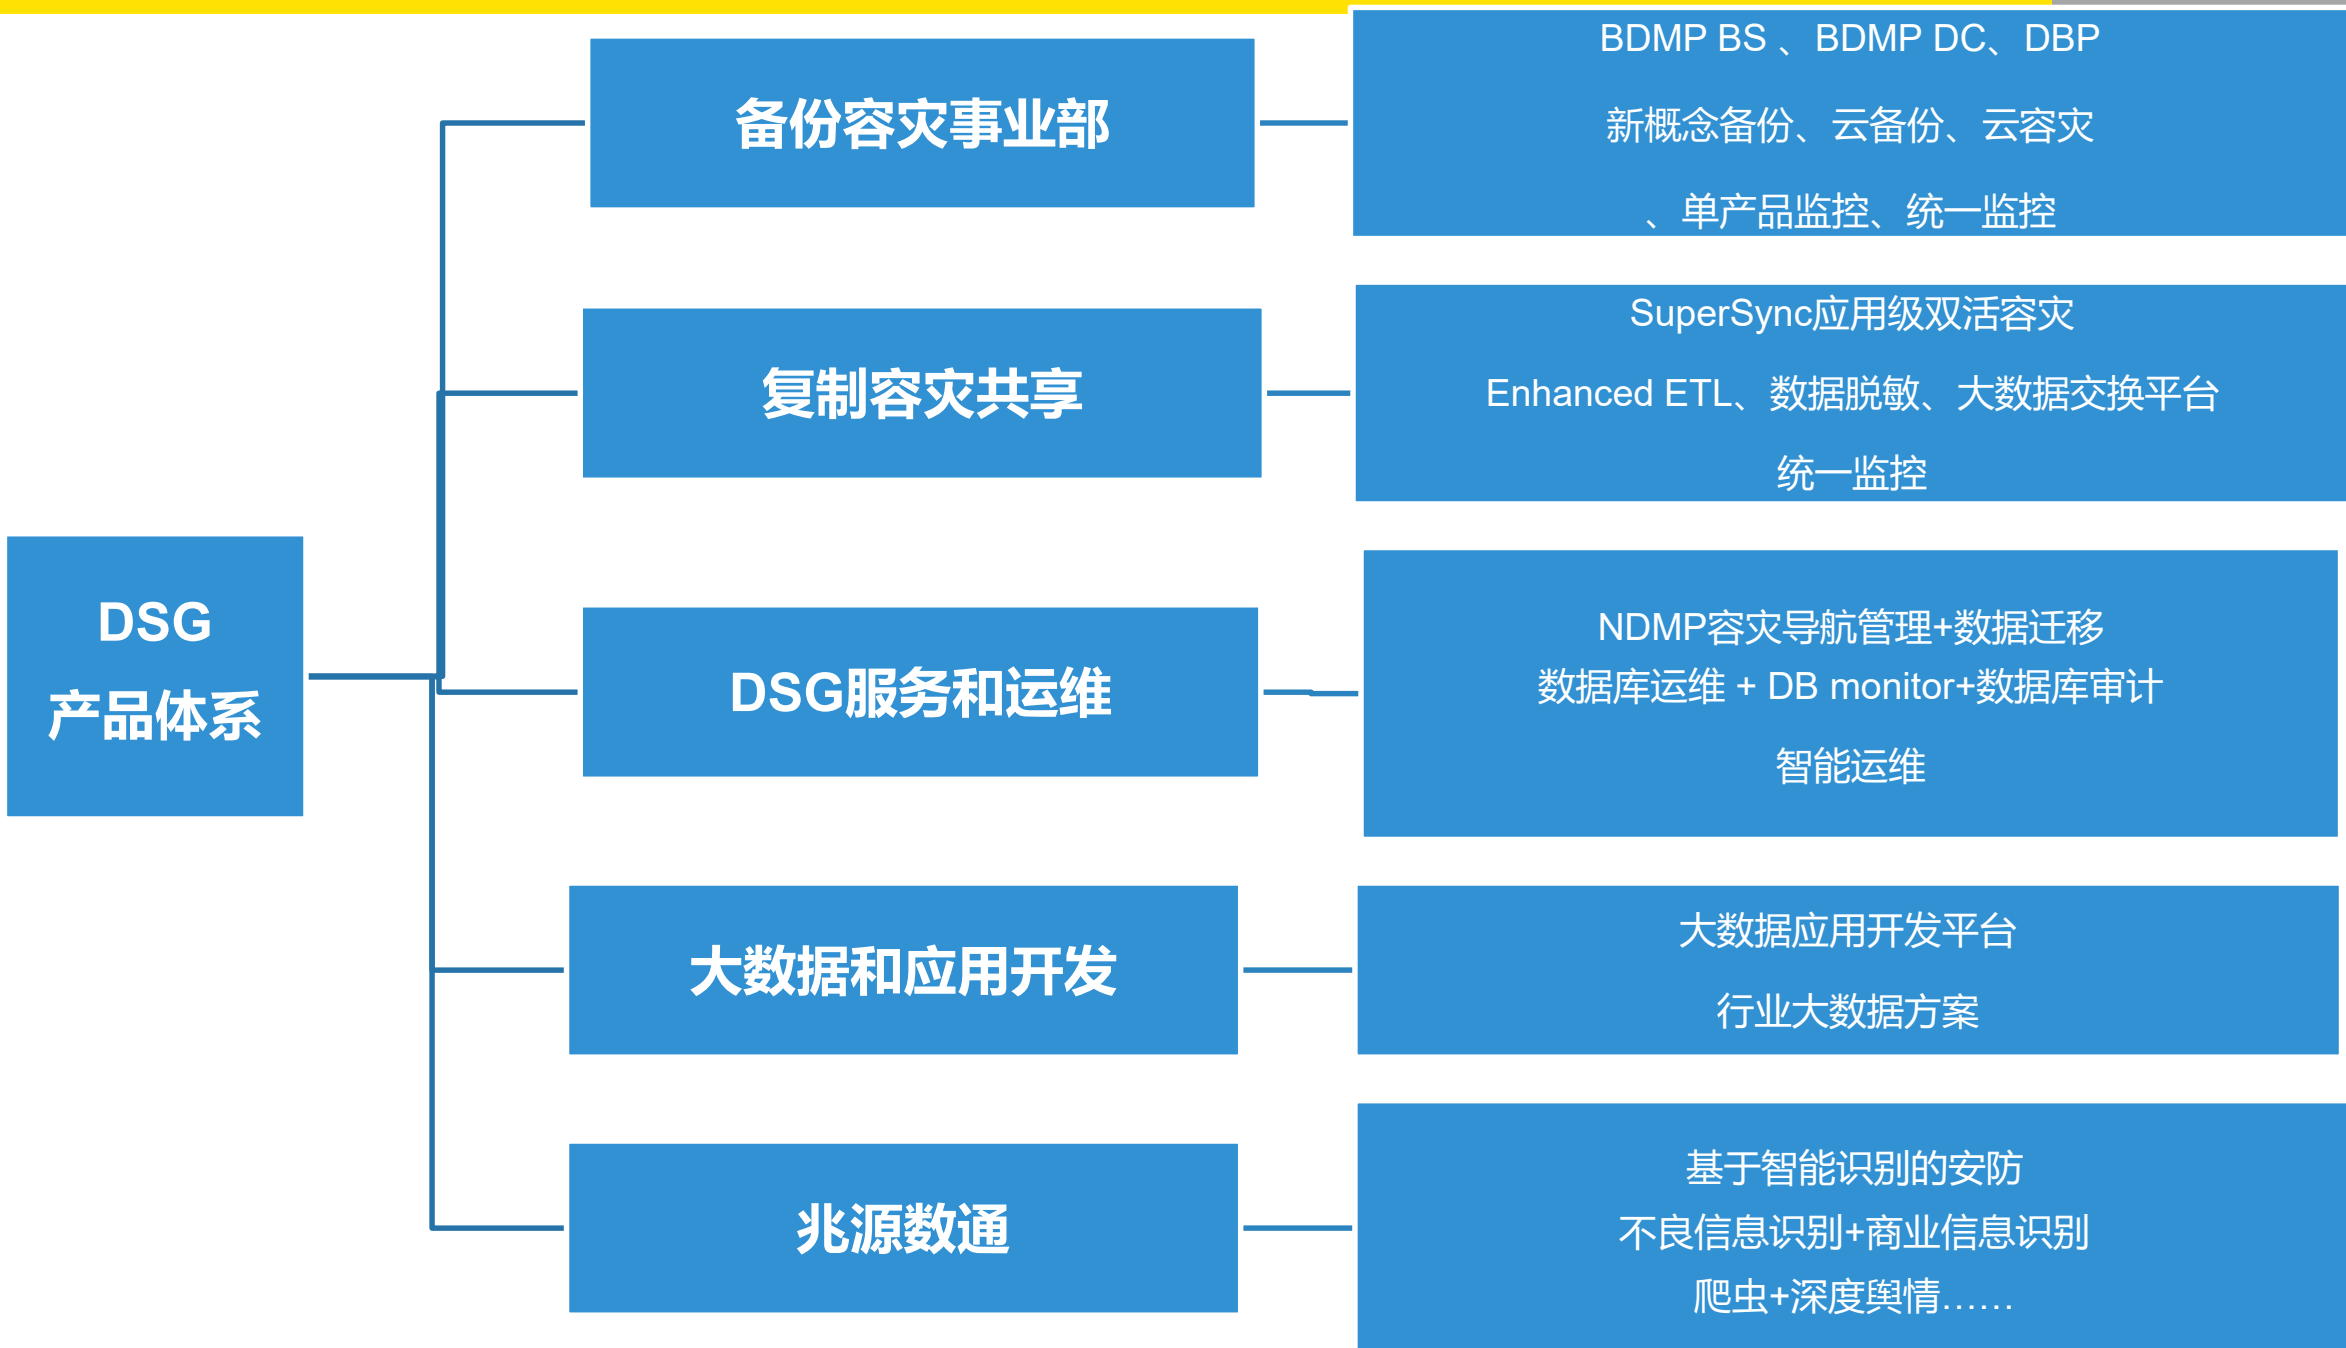 DSG
产品体系
备份容灾事业部
BDMP BS 、BDMP DC、DBP
新概念备份、云备份、云容灾
、单产品监控、统一监控
复制容灾共享
SuperSync应用级双活容灾
Enhanced ETL、数据脱敏、大数据交换平台
统一监控
DSG服务和运维
NDMP容灾导航管理+数据迁移
数据库运维 + DB monitor+数据库审计
智能运维
大数据和应用开发
大数据应用开发平台
行业大数据方案
兆源数通
基于智能识别的安防
不良信息识别+商业信息识别
爬虫+深度舆情……